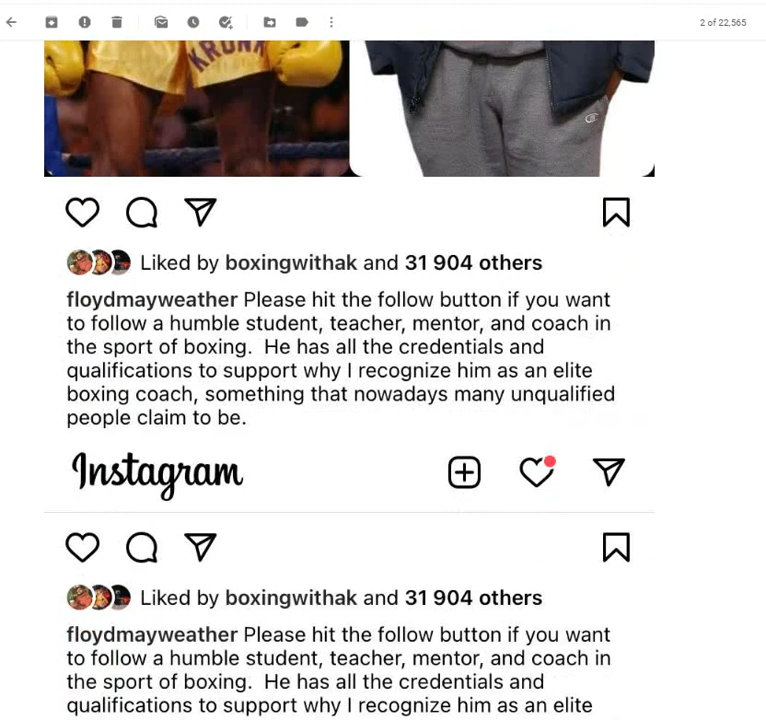 2 of 22,565
KRONK
Liked by boxingwithak and 31 904 others
floydmayweather Please hit the follow button if you want
to follow a humble student, teacher, mentor, and coach in
the sport of boxing.  He has all the credentials and
qualifications to support why I recognize him as an elite
boxing coach, something that nowadays many unqualified
people claim to be.
Instagram
Liked by boxingwithak and 31 904 others
floydmayweather Please hit the follow button if you want
to follow a humble student, teacher, mentor, and coach in
the sport of boxing.  He has all the credentials and
qualifications to support why I recognize him as an elite